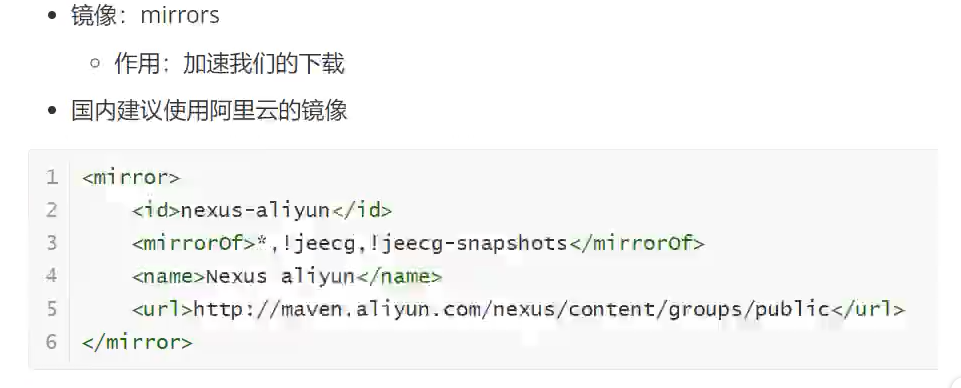 镜像：mirrors
作用：加速我们的下载
国内建议使用阿里云的镜像
1 <mirror>
2     <id>nexus-aliyun</id>
3     <mirrorOf>*,!jeecg,!jeecg-snapshots</mirrorOf>
4     <name>Nexus aliyun</name>
5     <url>http://maven.aliyun.com/nexus/content/groups/public</url>
6 </mirror>